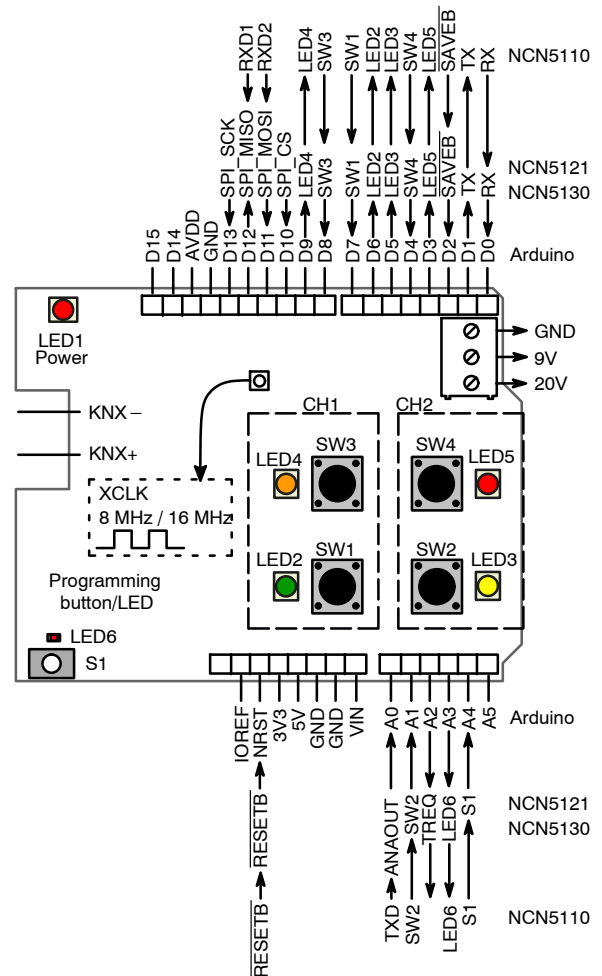 RXD1
RXD2
LED4
SW3
SW1
LED2
LED3
SW4
LED5
SAVEB
TX
RX
NCN5110
SPI_SCK
SPI_MISO
SPI_MOSI
SPI_CS
LED4
SW3
SW1
LED2
LED3
SW4
LED5
SAVEB
TX
RX
NCN5121
NCN5130
D15
D14
AVDD
GND
D13
D12
D11
D10
D9
D8
D7
D6
D5
D4
D3
D2
D1
D0
Arduino
LED1
Power
GND
9V
20V
KNX−
KNX+
CH1
CH2
SW3
SW4
LED4
LED5
XCLK
8 MHz / 16 MHz
SW1
SW2
LED2
LED3
Programming
button/LED
LED6
S1
IOREF
NRST
3V3
5V
GND
GND
VIN
A0
A1
A2
A3
A4
A5
Arduino
RESETB
ANAOUT
SW2
TREQ
LED6
S1
NCN5121
NCN5130
RESETB
TXD
SW2
LED6
S1
NCN5110